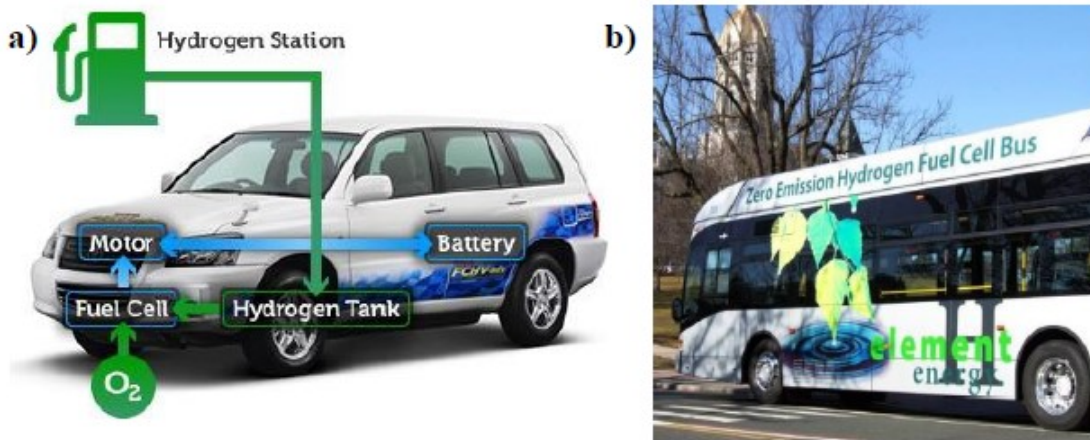 a)
Hydrogen Station
Motor
Battery
FCHV-adv
Fuel Cell
Hydrogen Tank
O₂
b)
Zero Emission Hydrogen Fuel Cell Bus
H
element
energy